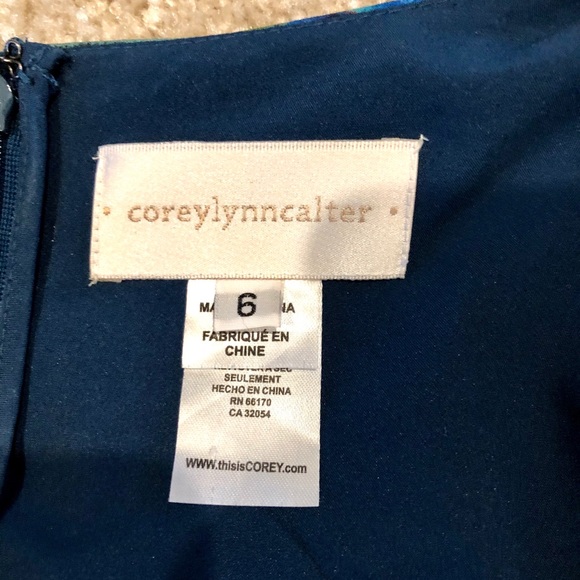 • coreylynncalter •
6
FABRIQUÉ EN
CHINE
SEULEMENT
HECHO EN CHINA
RN 66170
CA 32054
WWW.thisisCOREY.com